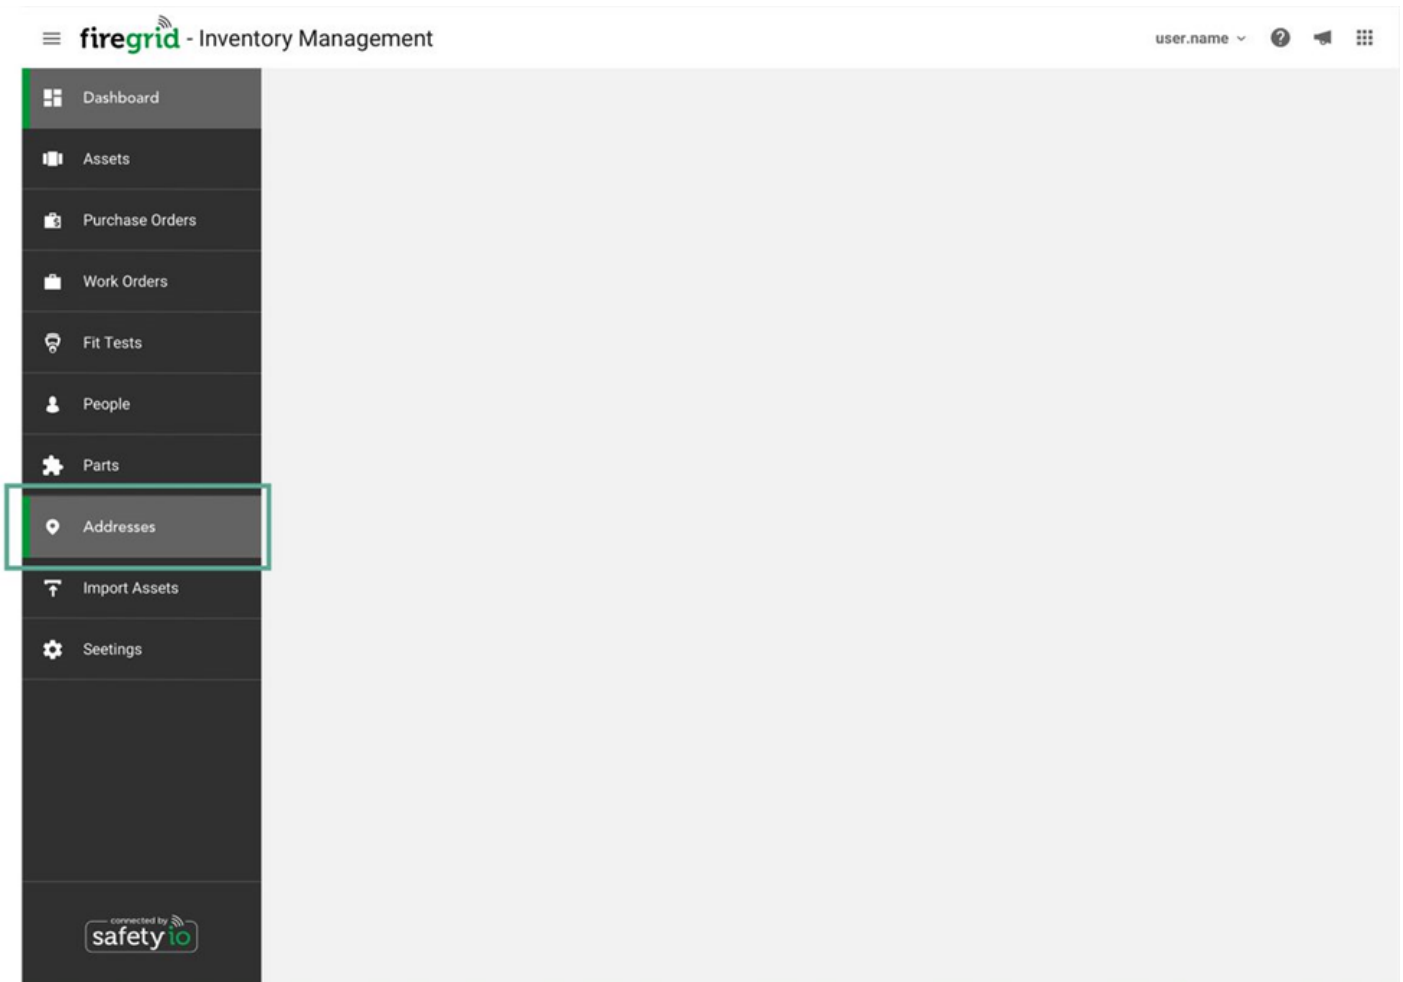 firegrid - Inventory Management
user.name
Dashboard
Assets
Purchase Orders
Work Orders
Fit Tests
People
Parts
Addresses
Import Assets
Seetings
connected by
safety io